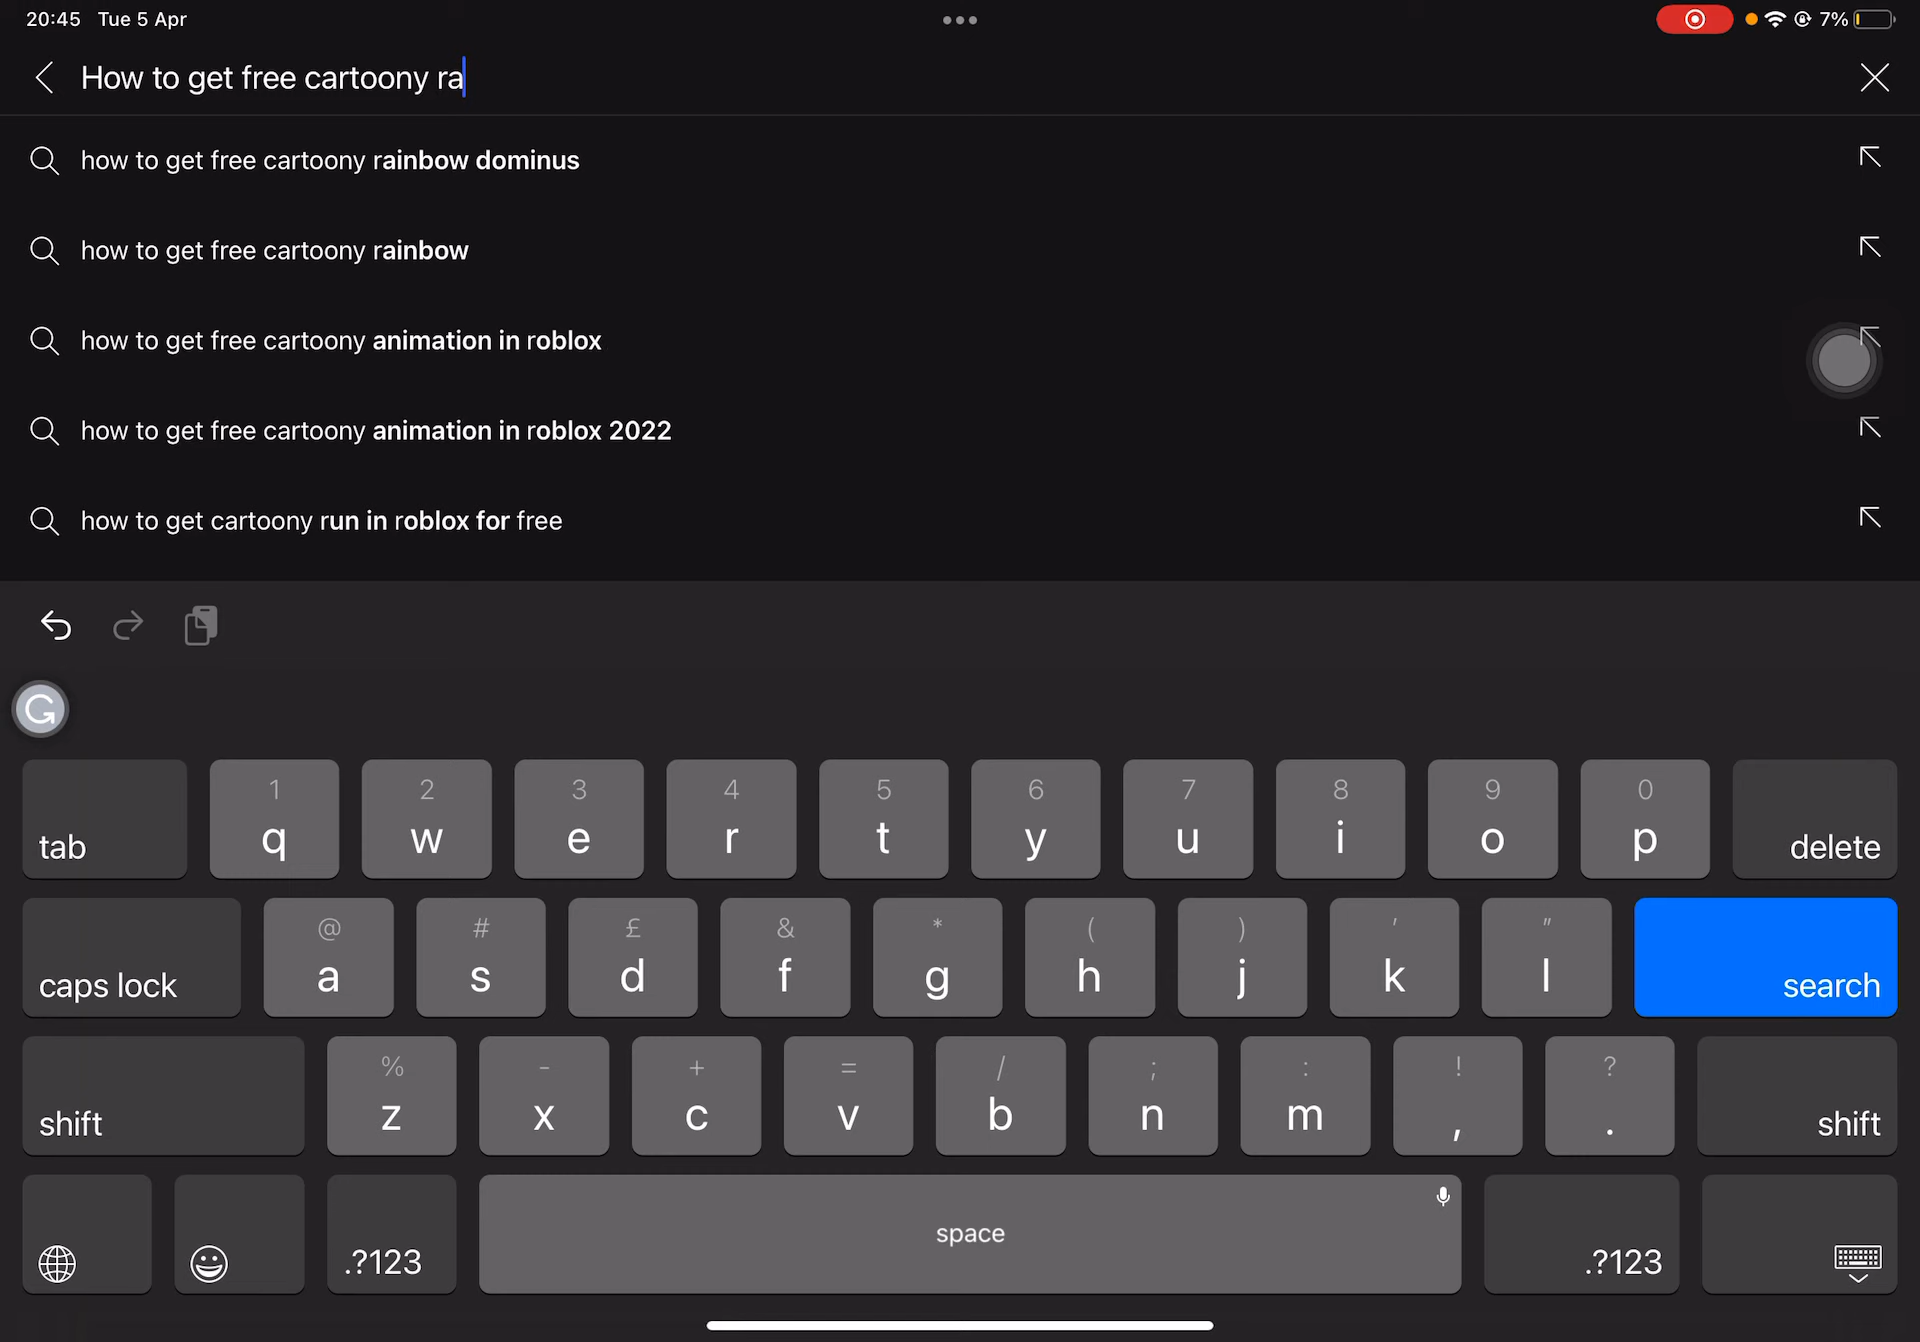 20:45 Tue 5 Apr
7%
How to get free cartoony ra
how to get free cartoony rainbow dominus
how to get free cartoony rainbow
how to get free cartoony animation in roblox
how to get free cartoony animation in roblox 2022
how to get cartoony run in roblox for free
1 2 3 4 5 6 7 8 9 0
tab q w e r t y u i o p delete
@ # £ & * ( ) ' "
caps lock a s d f g h j k l search
% - + = / ; : ! ?
shift z x c v b n m , . shift
.?123 space .?123